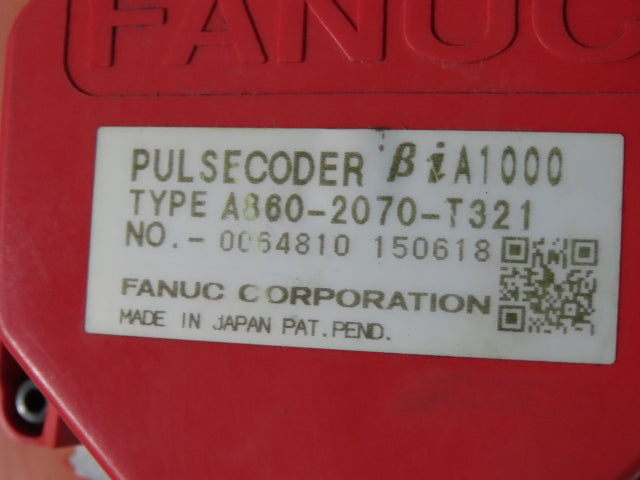 FANUC
PULSECODER βiA1000
TYPE A860-2070-T321
NO.- 0064810 150618
FANUC CORPORATION
MADE IN JAPAN PAT.PEND.